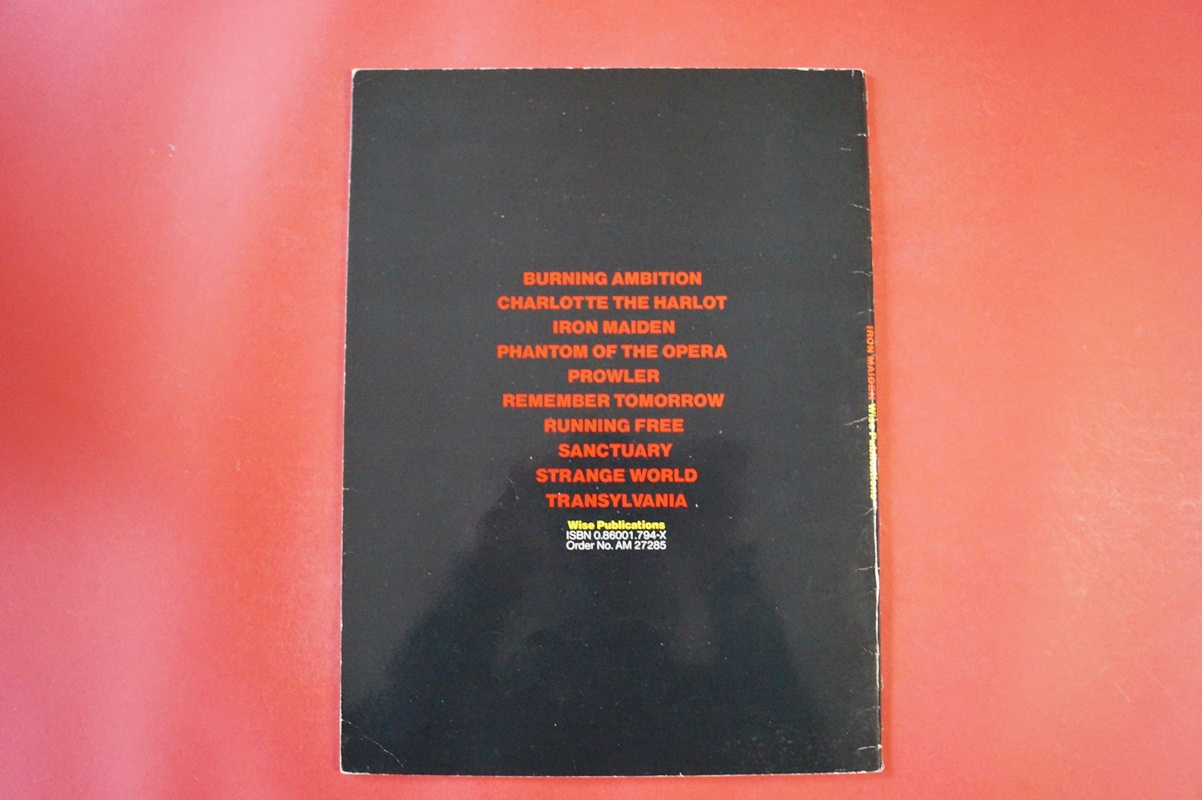 BURNING AMBITION
CHARLOTTE THE HARLOT
IRON MAIDEN
PHANTOM OF THE OPERA
PROWLER
REMEMBER TOMORROW
RUNNING FREE
SANCTUARY
STRANGE WORLD
TRANSYLVANIA
Wise Publications
ISBN 0.86001.794-X
Order No. AM 27285
IRON MAIDEN Wise Publications